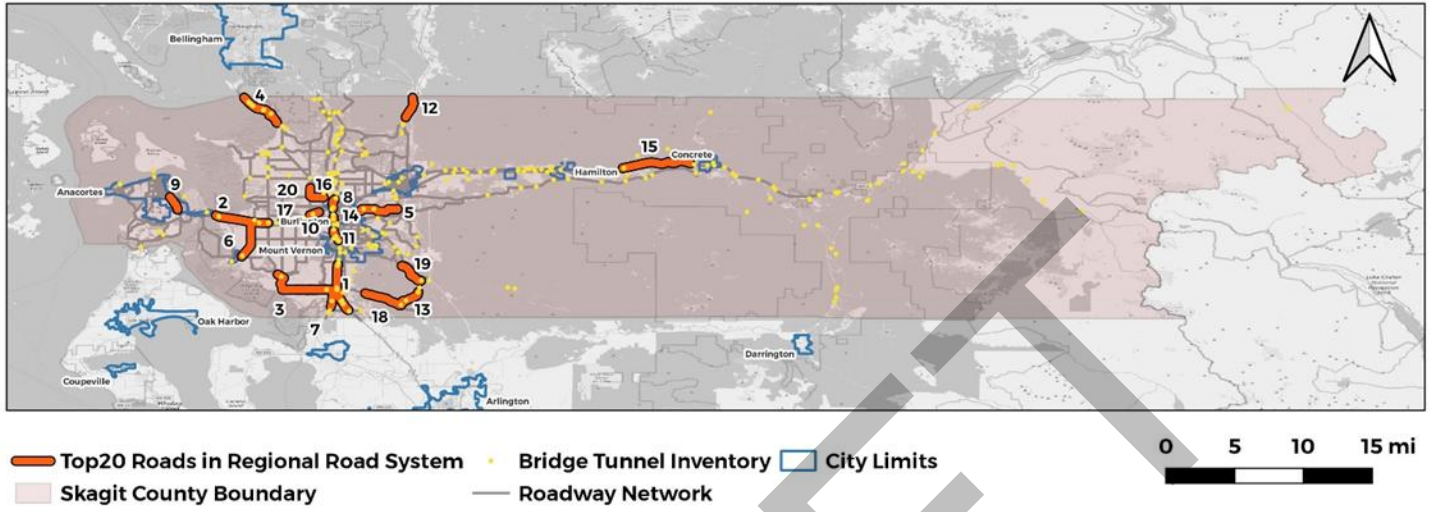 Bellingham
4
12
15
Concrete
Hamilton
Anacortes
9
20
16
8
2
17
14
5
Burlington
10
6
11
Mount Vernon
19
1
3
18
13
7
Oak Harbor
Darrington
Coupeville
Arlington
Top20 Roads in Regional Road System
Bridge Tunnel Inventory
City Limits
0 5 10 15 mi
Skagit County Boundary
Roadway Network